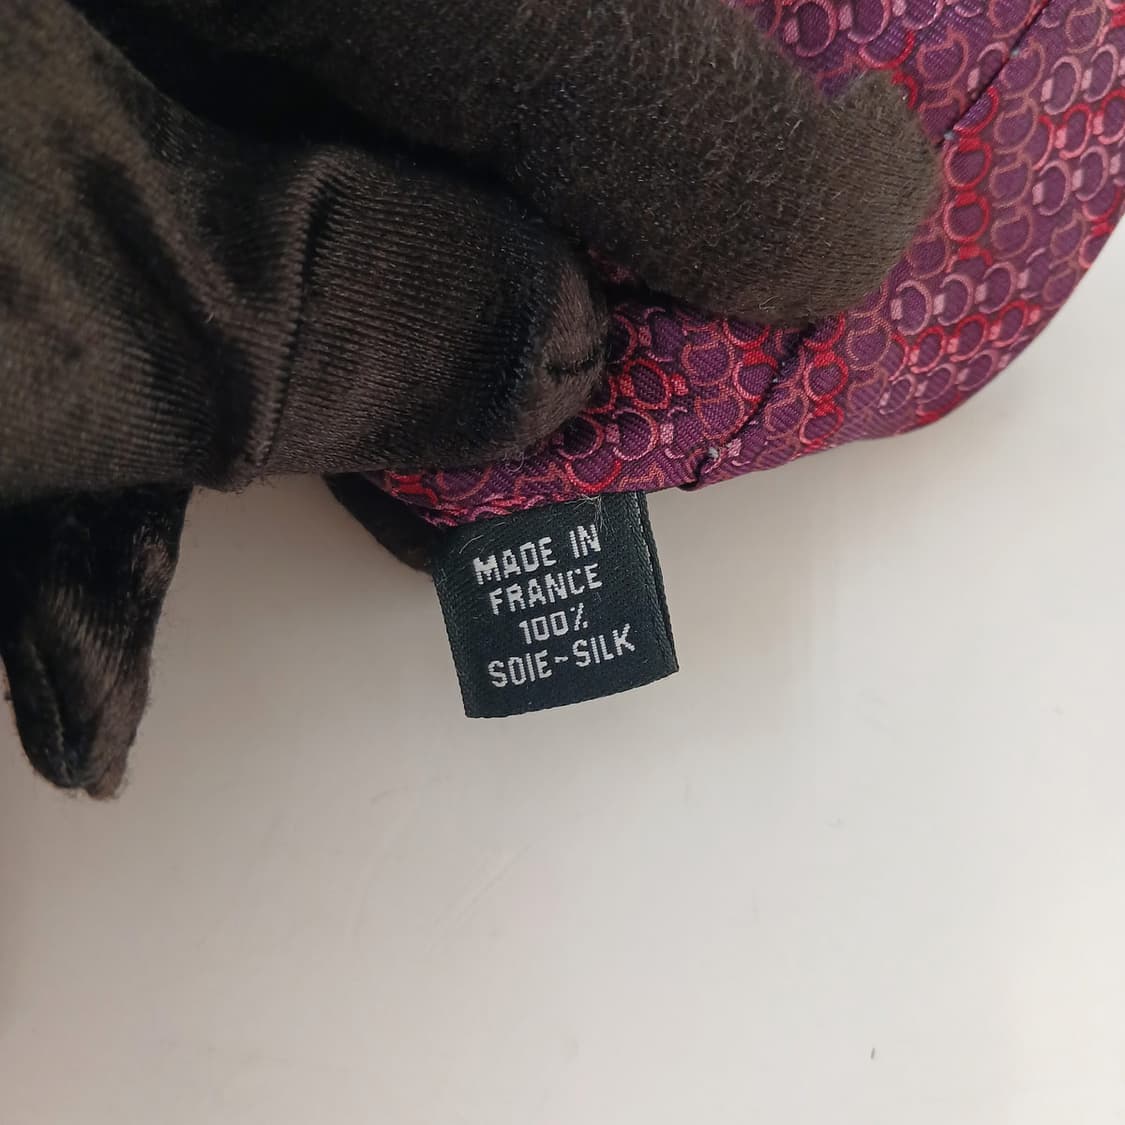 MADE IN
FRANCE
100%
SOIE-SILK